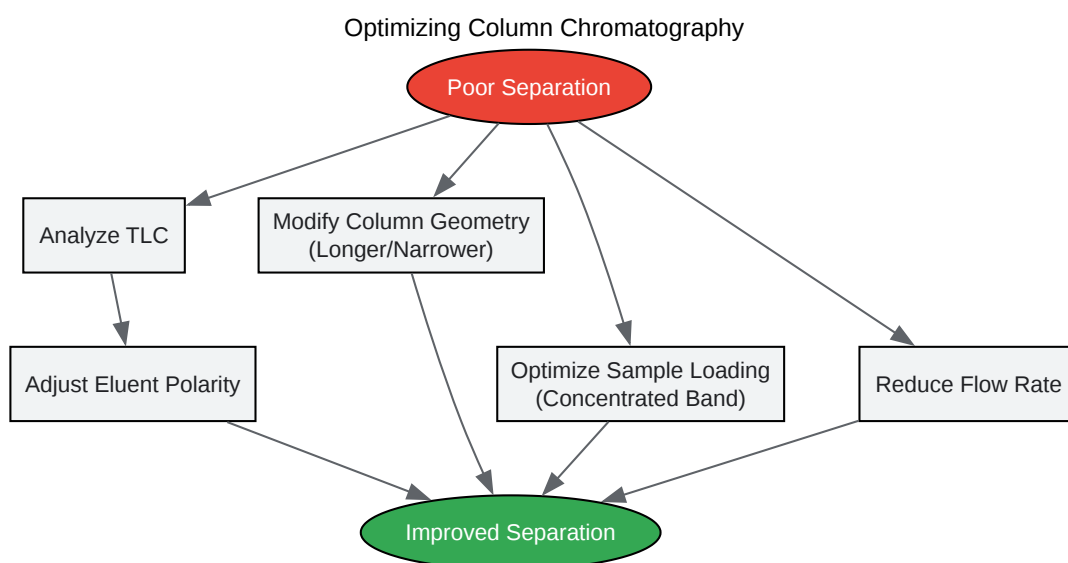 Optimizing Column Chromatography
Poor Separation
Analyze TLC
Modify Column Geometry
(Longer/Narrower)
Adjust Eluent Polarity
Optimize Sample Loading
(Concentrated Band)
Reduce Flow Rate
Improved Separation